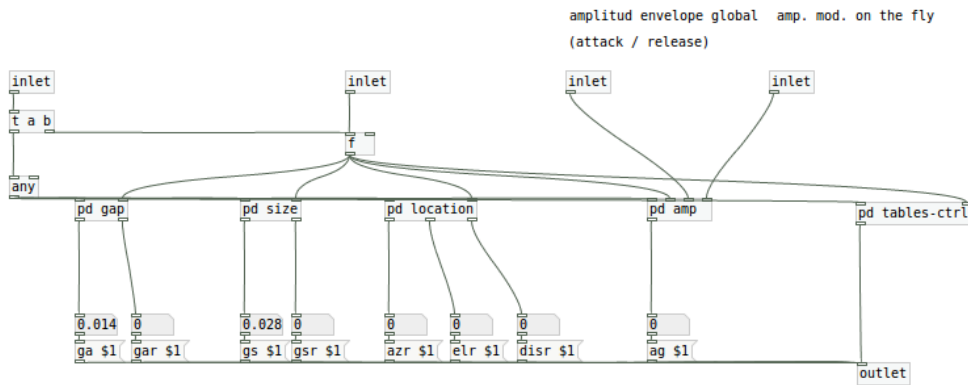 amplitud envelope global amp. mod. on the fly
(attack / release)
inlet inlet inlet inlet
t a b
f
any
pd gap pd size pd location pd amp pd tables-ctrl
0.014 0 0.028 0 0 0 0 0
ga $1 gar $1 gs $1 gsr $1 azr $1 elr $1 disr $1 ag $1
outlet